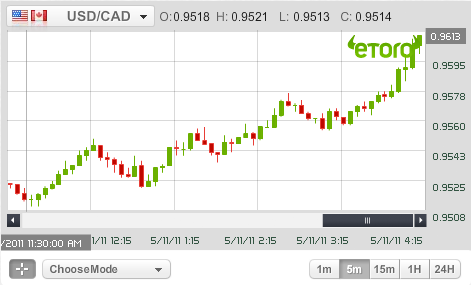 USD/CAD O:0.9518 H: 0.9521 L: 0.9513 C: 0.9514
etoro
0.9613
0.9595
0.9578
0.9560
0.9543
0.9525
0.9508
/2011 11:30:00 AM 1/11 12:15 5/11/11 1:15 5/11/11 2:15 5/11/11 3:15 5/11/11 4:15
ChooseMode 1m 5m 15m 1H 24H